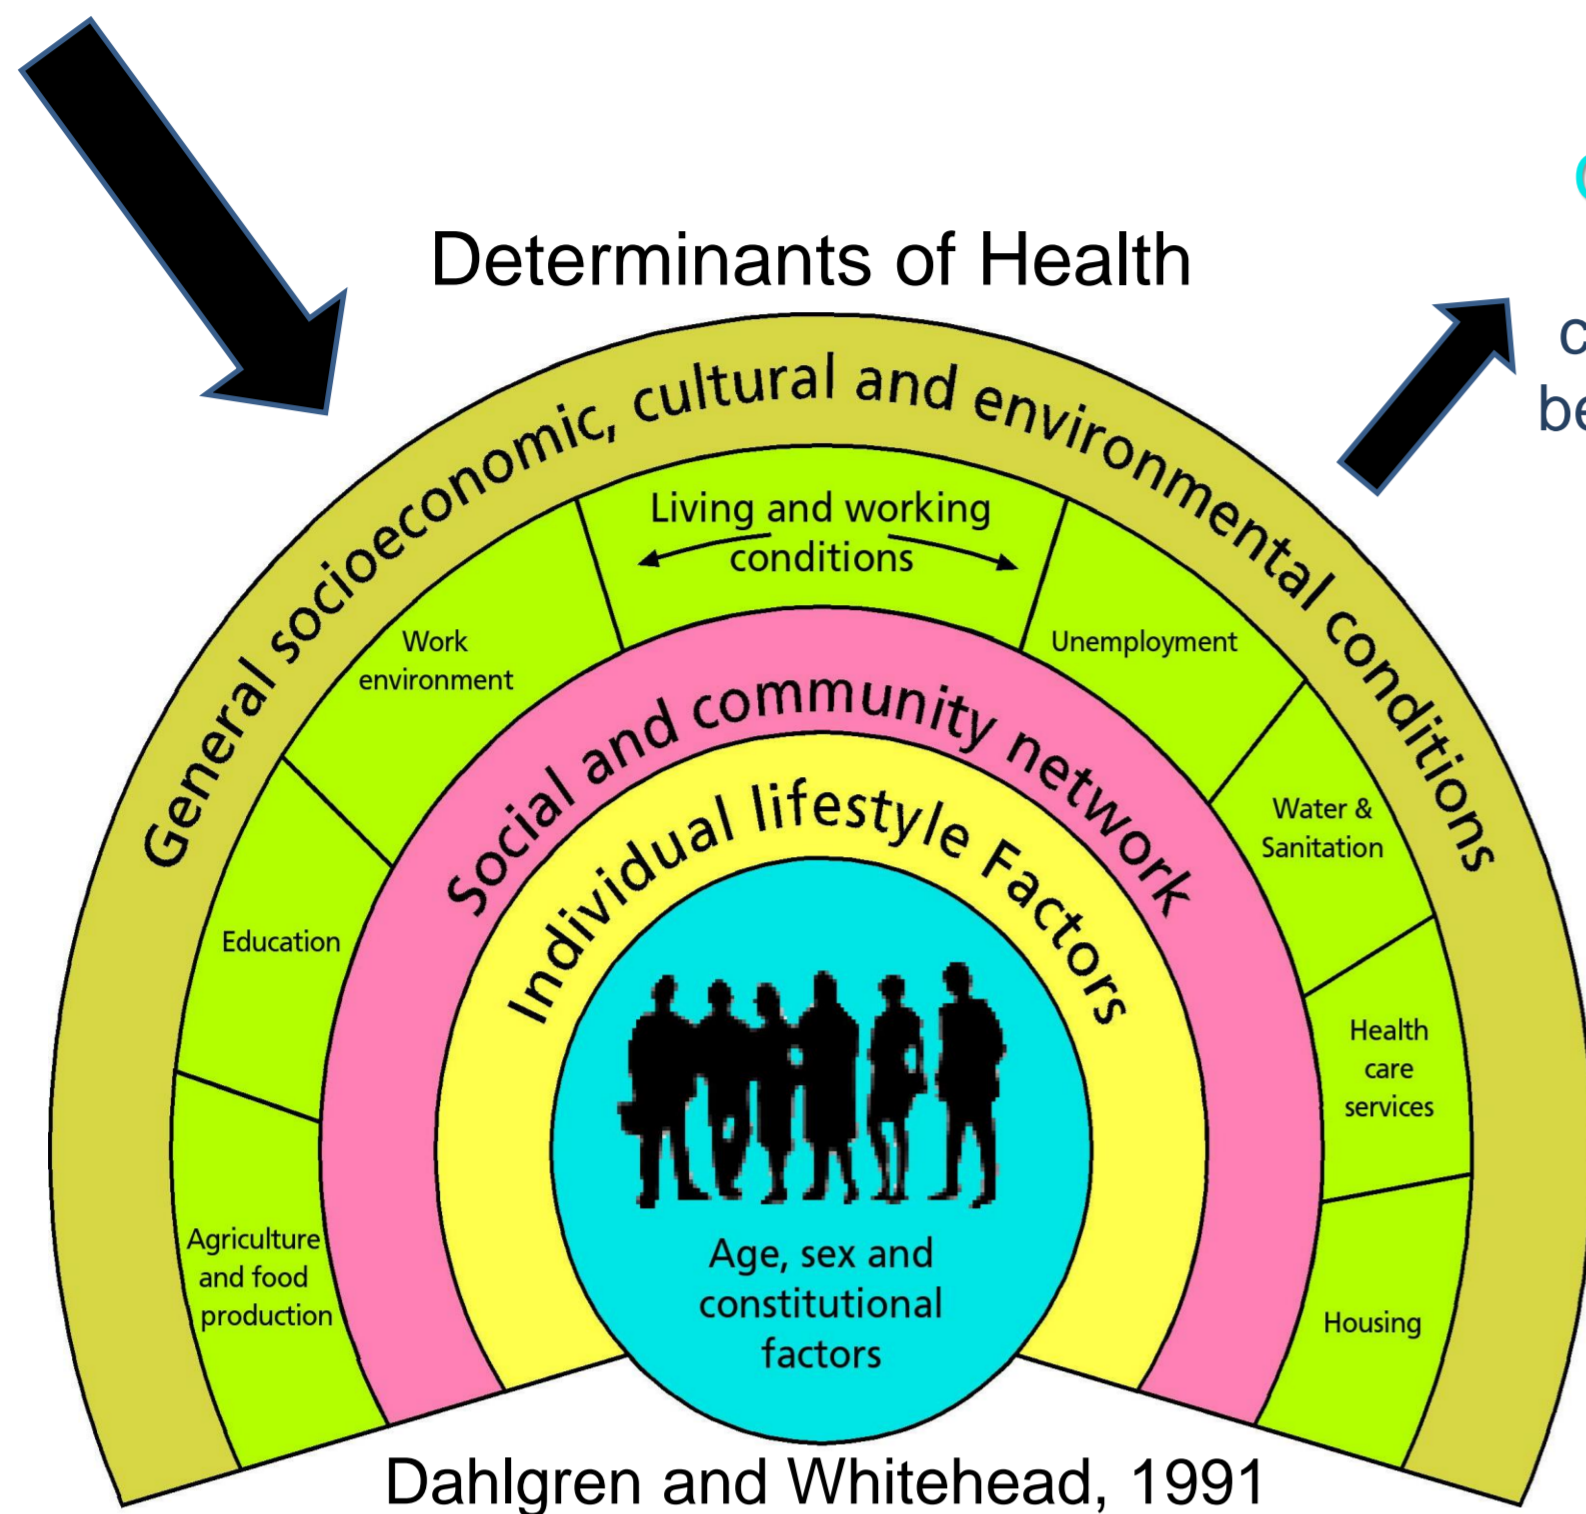 Determinants of Health
General socioeconomic, cultural and environmental conditions
Living and working
conditions
Work
environment
Unemployment
Education
Water &
Sanitation
Agriculture
and food
production
Health
care
services
Housing
Social and community network
Individual lifestyle Factors
Age, sex and
constitutional
factors
Dahlgren and Whitehead, 1991